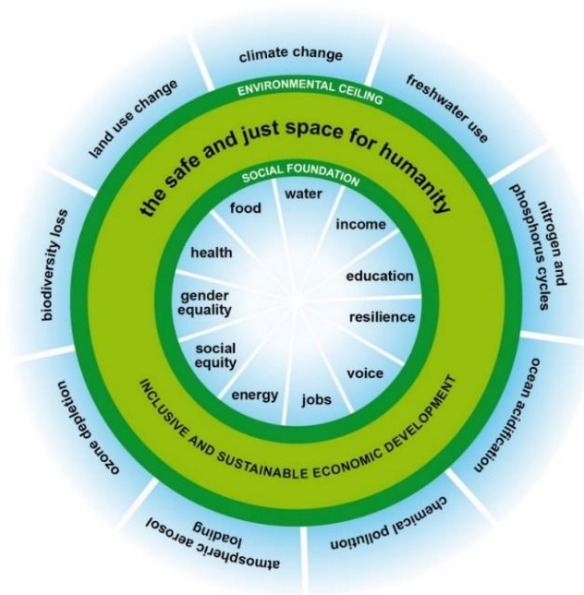 climate change
freshwater use
nitrogen and
phosphorus cycles
ocean acidification
chemical pollution
atmospheric aerosol
loading
ozone depletion
biodiversity loss
land use change
ENVIRONMENTAL CEILING
the safe and just space for humanity
SOCIAL FOUNDATION
water
income
education
resilience
voice
jobs
energy
social
equity
gender
equality
health
food
INCLUSIVE AND SUSTAINABLE ECONOMIC DEVELOPMENT